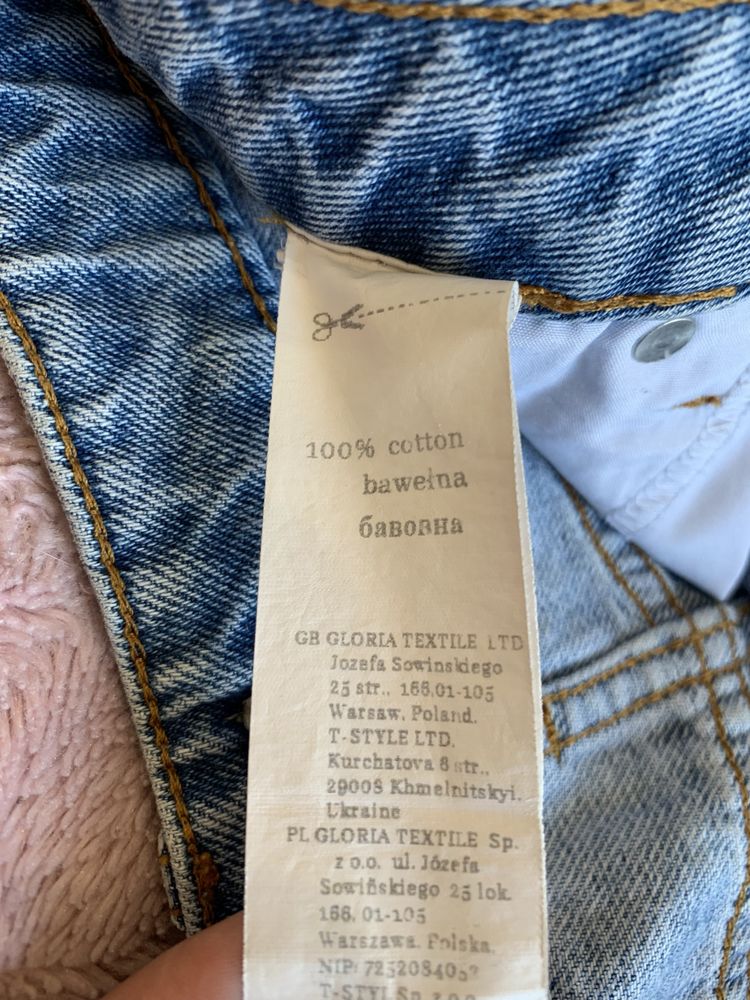 100% cotton
bawełna
бавовна
GB GLORIA TEXTILE LTD
Jozefa Sowinskiego
25 str., 166,01-105
Warsaw, Poland.
T-STYLE LTD.
Kurchatova 8 str.,
29008 Khmelnitskyi,
Ukraine
PL GLORIA TEXTILE Sp.
z o.o. ul. Józefa
Sowińskiego 25 lok.
166, 01-105
Warszawa, Polska.
NIP: